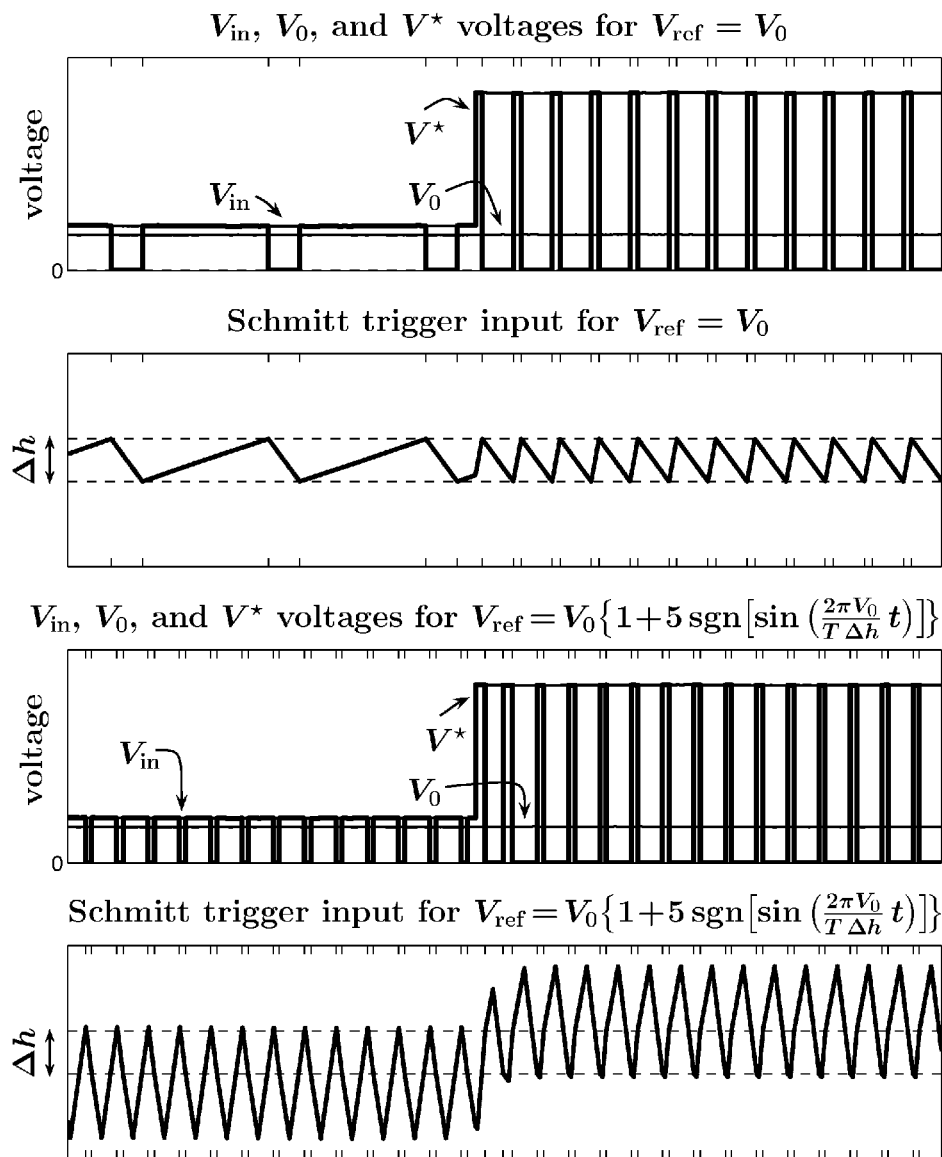 V_in, V_0, and V* voltages for V_ref = V_0
voltage
V*
V_in
V_0
0
Schmitt trigger input for V_ref = V_0
Δh
V_in, V_0, and V* voltages for V_ref = V_0{1+5 sgn[sin(\frac{2πV_0}{T Δh} t)]}
voltage
V*
V_in
V_0
0
Schmitt trigger input for V_ref = V_0{1+5 sgn[sin(\frac{2πV_0}{T Δh} t)]}
Δh